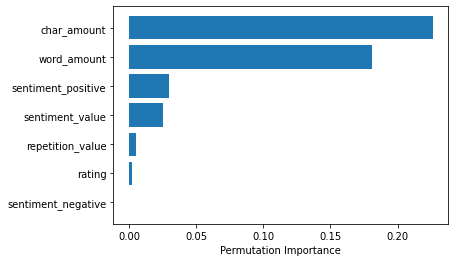 char_amount
word_amount
sentiment_positive
sentiment_value
repetition_value
rating
sentiment_negative
0.00 0.05 0.10 0.15 0.20
Permutation Importance